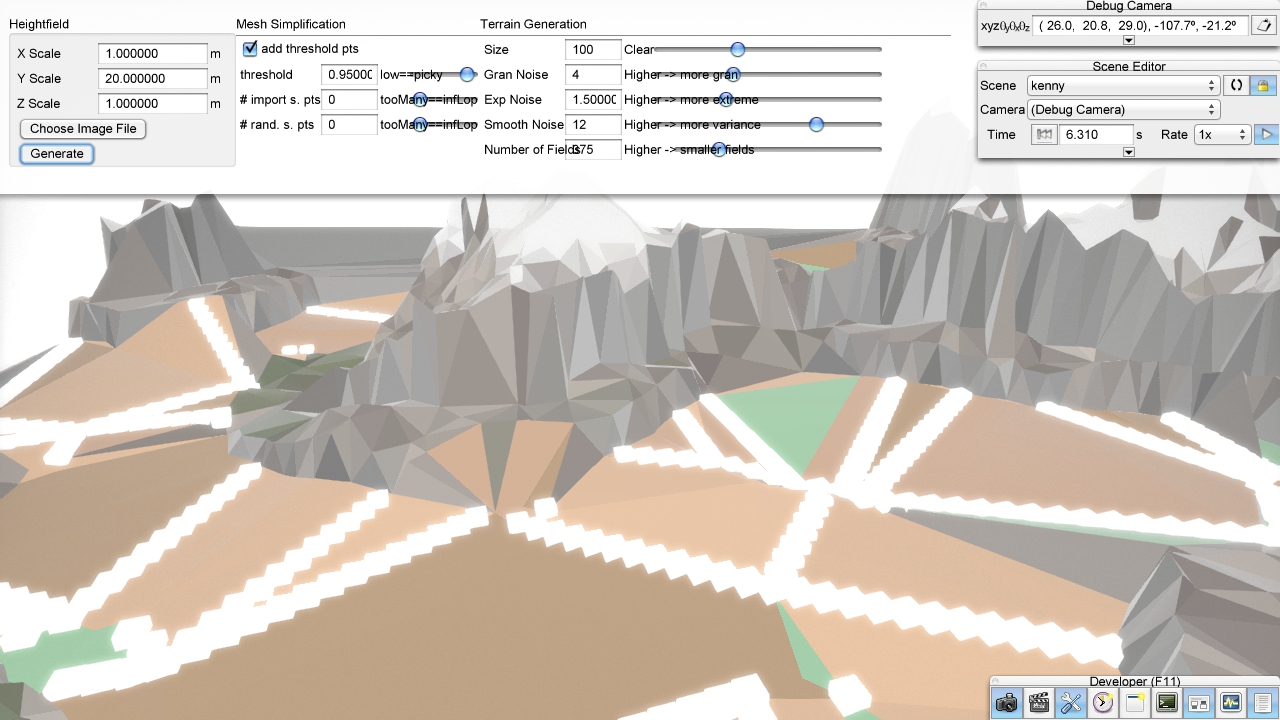 Heightfield
X Scale 1.000000 m
Y Scale 20.000000 m
Z Scale 1.000000 m
Choose Image File
Generate
Mesh Simplification
add threshold pts
threshold 0.95000 low==picky
# import s. pts 0 tooMany==infLop
# rand. s. pts 0 tooMany==infLop
Terrain Generation
Size 100 Clear
Gran Noise 4 Higher -> more gran
Exp Noise 1.50000 Higher -> more extreme
Smooth Noise 12 Higher -> more variance
Number of Fields 375 Higher -> smaller fields
Debug Camera
( 26.0, 20.8, 29.0), -107.7º, -21.2º
Scene Editor
Scene kenny
Camera (Debug Camera)
Time 6.310 s Rate 1x
Developer (F11)